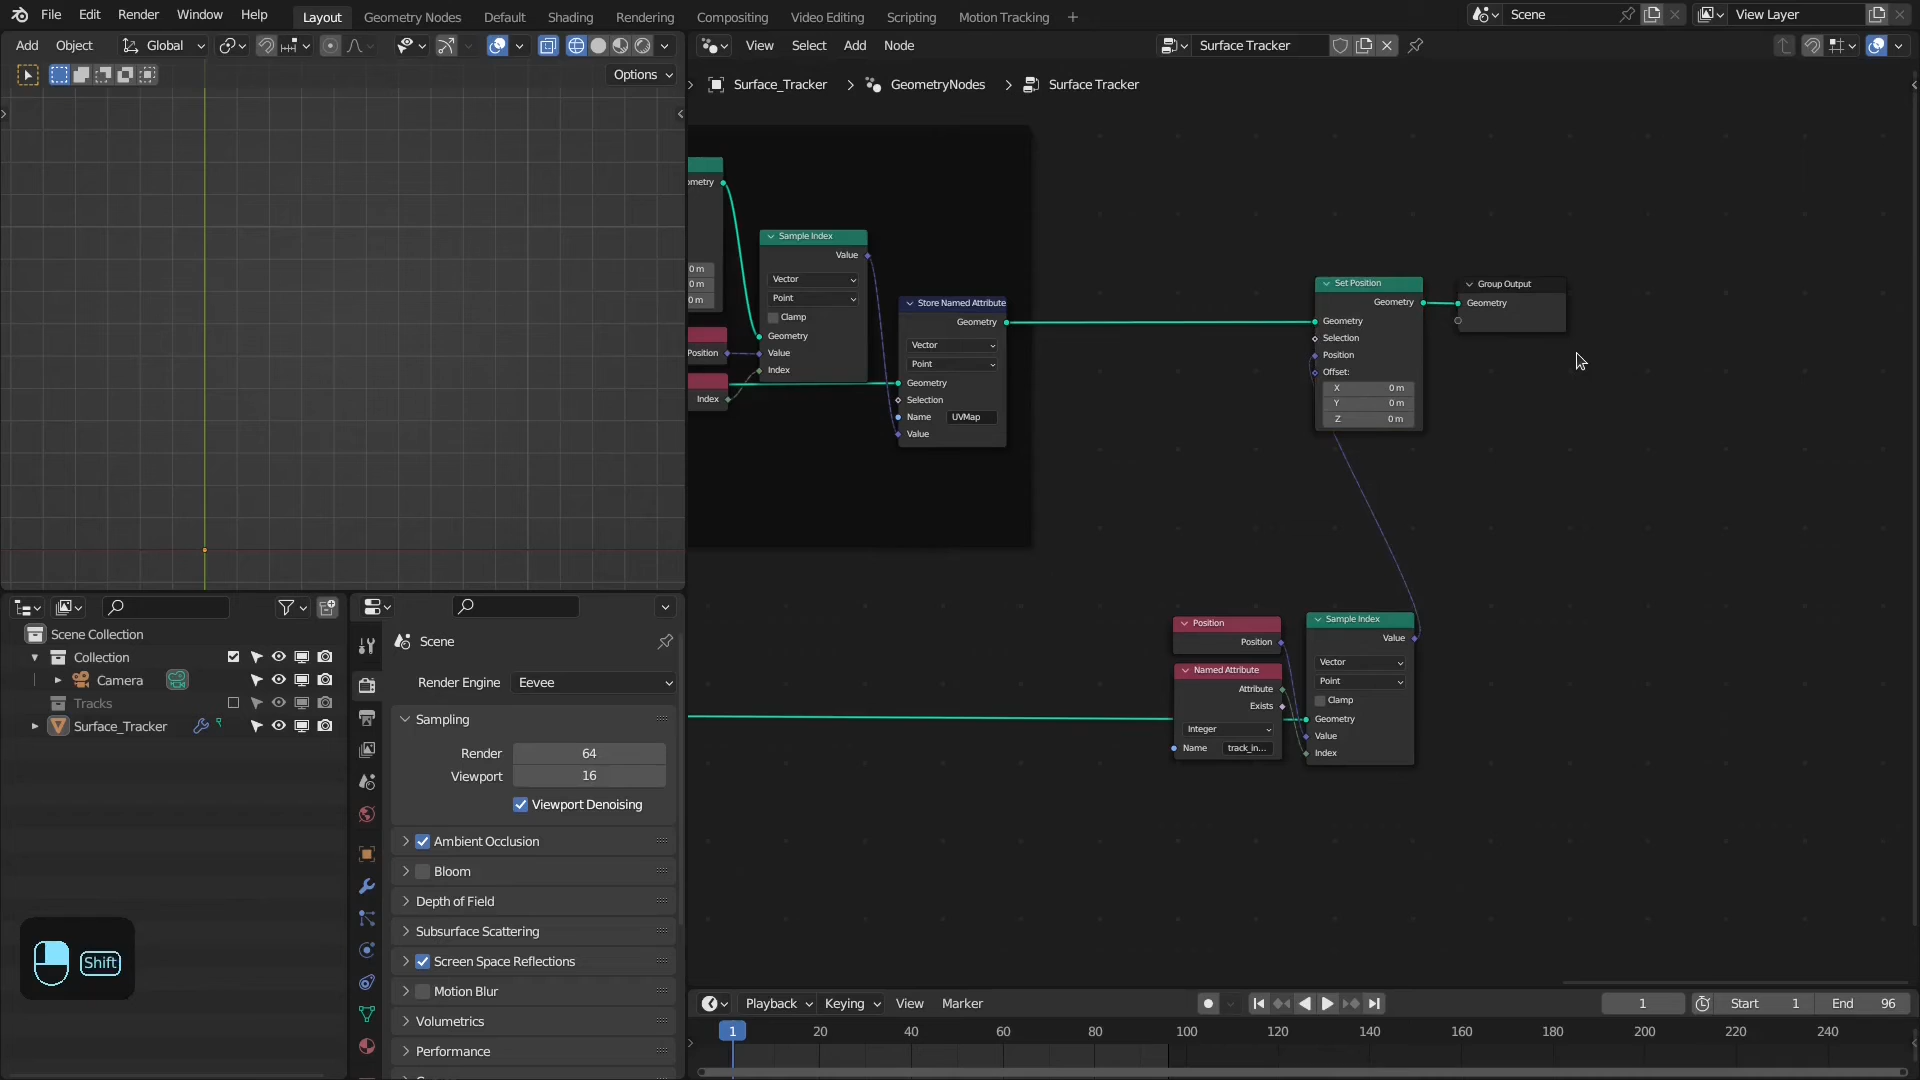 File Edit Render Window Help Layout Geometry Nodes Default Shading Rendering Compositing Video Editing Scripting Motion Tracking + Scene View Layer
Add Object Global View Select Add Node Surface Tracker
Options
Surface_Tracker > GeometryNodes > Surface Tracker
ometry
0 m
0 m
0 m
Position
Index
Sample Index
Value
Vector
Point
Clamp
Geometry
Value
Index
Store Named Attribute
Geometry
Vector
Point
Geometry
Selection
Name UVMap
Value
Set Position
Geometry
Geometry
Selection
Position
Offset:
X 0 m
Y 0 m
Z 0 m
Group Output
Geometry
Position
Position
Named Attribute
Attribute
Exists
Integer
Name track_in...
Sample Index
Value
Vector
Point
Clamp
Geometry
Value
Index
Scene Collection
Collection
Camera
Tracks
Surface_Tracker
Shift
Scene
Render Engine Eevee
Sampling
Render 64
Viewport 16
Viewport Denoising
Ambient Occlusion
Bloom
Depth of Field
Subsurface Scattering
Screen Space Reflections
Motion Blur
Volumetrics
Performance
Playback Keying View Marker 1 Start 1 End 96
1 20 40 60 80 100 120 140 160 180 200 220 240